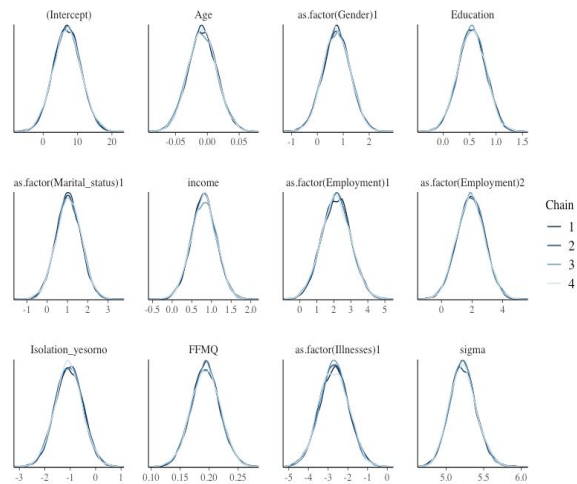 (Intercept) Age as.factor(Gender)1 Education
0 10 20 -0.05 0.00 0.05 -1 0 1 2 0.0 0.5 1.0 1.5
as.factor(Marital_status)1 income as.factor(Employment)1 as.factor(Employment)2
-1 0 1 2 3 -0.5 0.0 0.5 1.0 1.5 2.0 0 1 2 3 4 5 0 2 4
Chain
1
2
3
4
Isolation_yesorno FFMQ as.factor(Illnesses)1 sigma
-3 -2 -1 0 1 0.10 0.15 0.20 0.25 -5 -4 -3 -2 -1 0 5.0 5.5 6.0